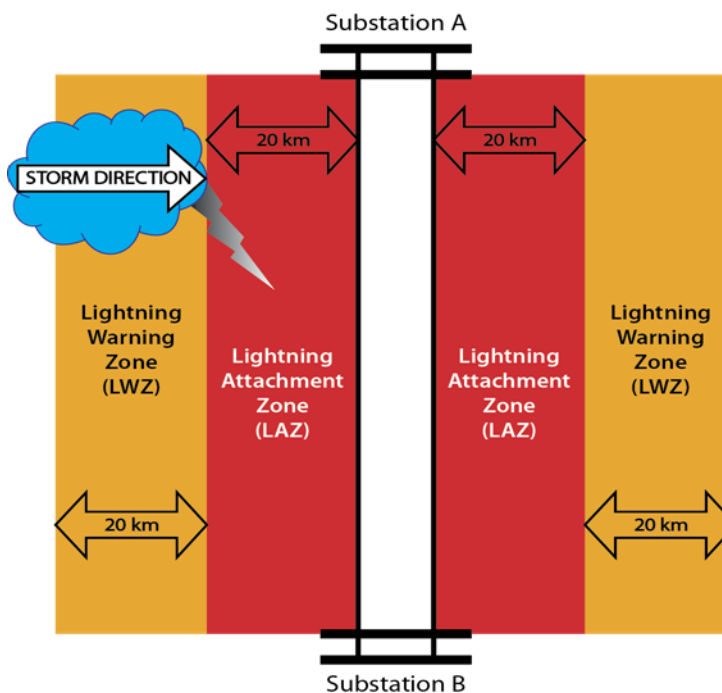 Substation A
20 km
20 km
STORM DIRECTION
Lightning
Warning
Zone
(LWZ)
Lightning
Attachment
Zone
(LAZ)
Lightning
Attachment
Zone
(LAZ)
Lightning
Warning
Zone
(LWZ)
20 km
20 km
Substation B